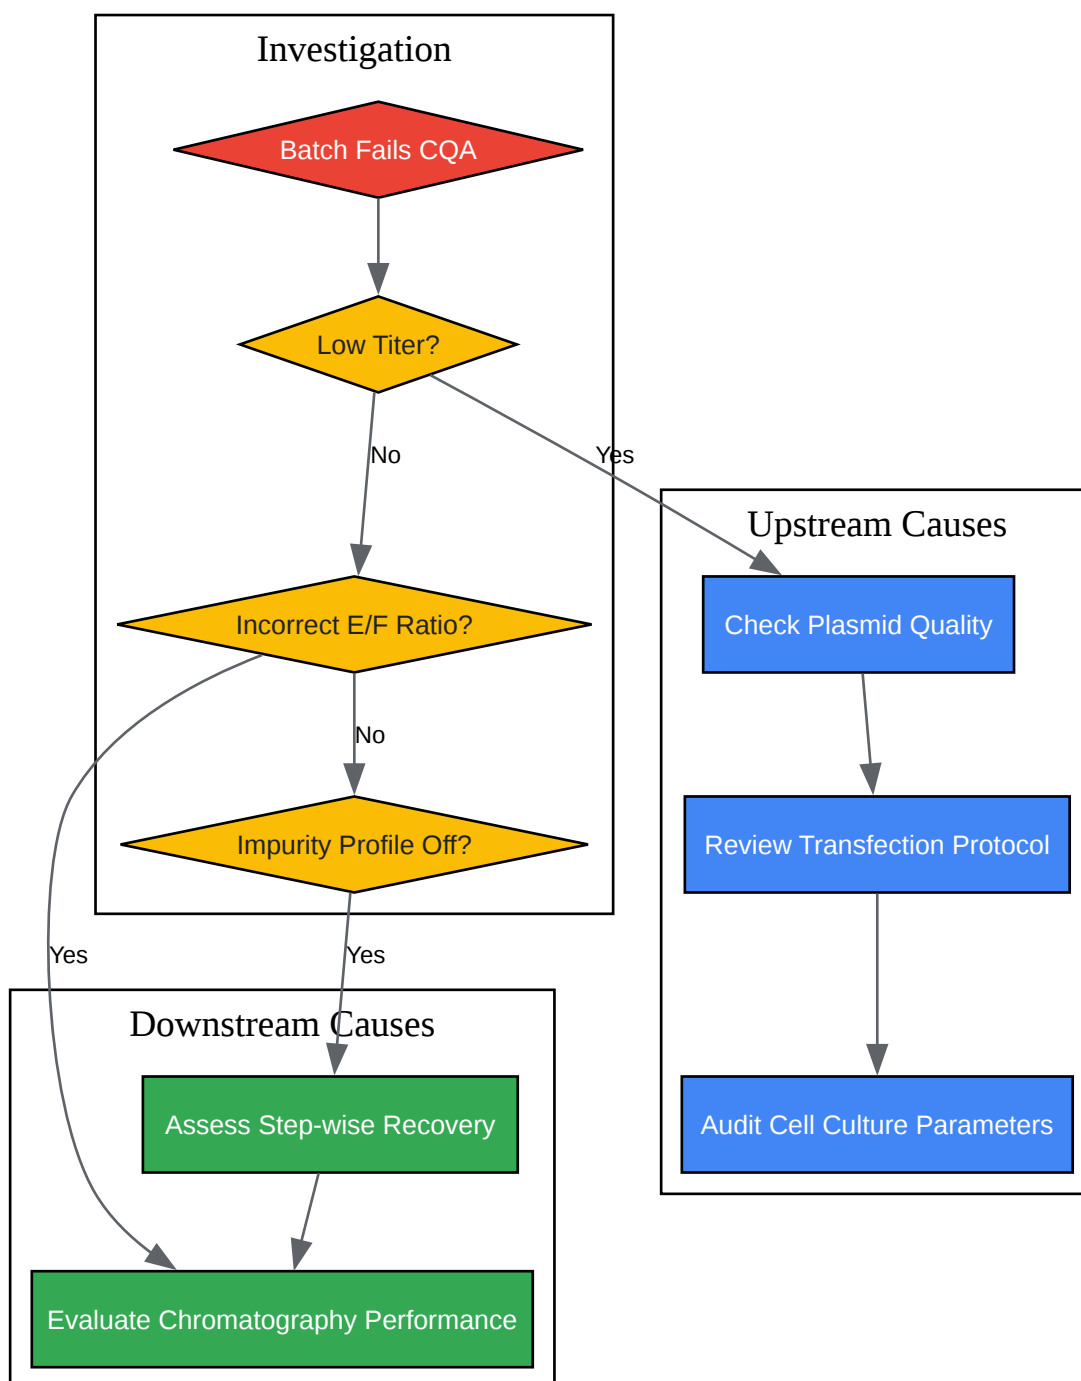 Investigation
Batch Fails CQA
Low Titer?
No
Yes
Upstream Causes
Check Plasmid Quality
Incorrect E/F Ratio?
No
Impurity Profile Off?
Review Transfection Protocol
Yes
Yes
Downstream Causes
Assess Step-wise Recovery
Audit Cell Culture Parameters
Evaluate Chromatography Performance